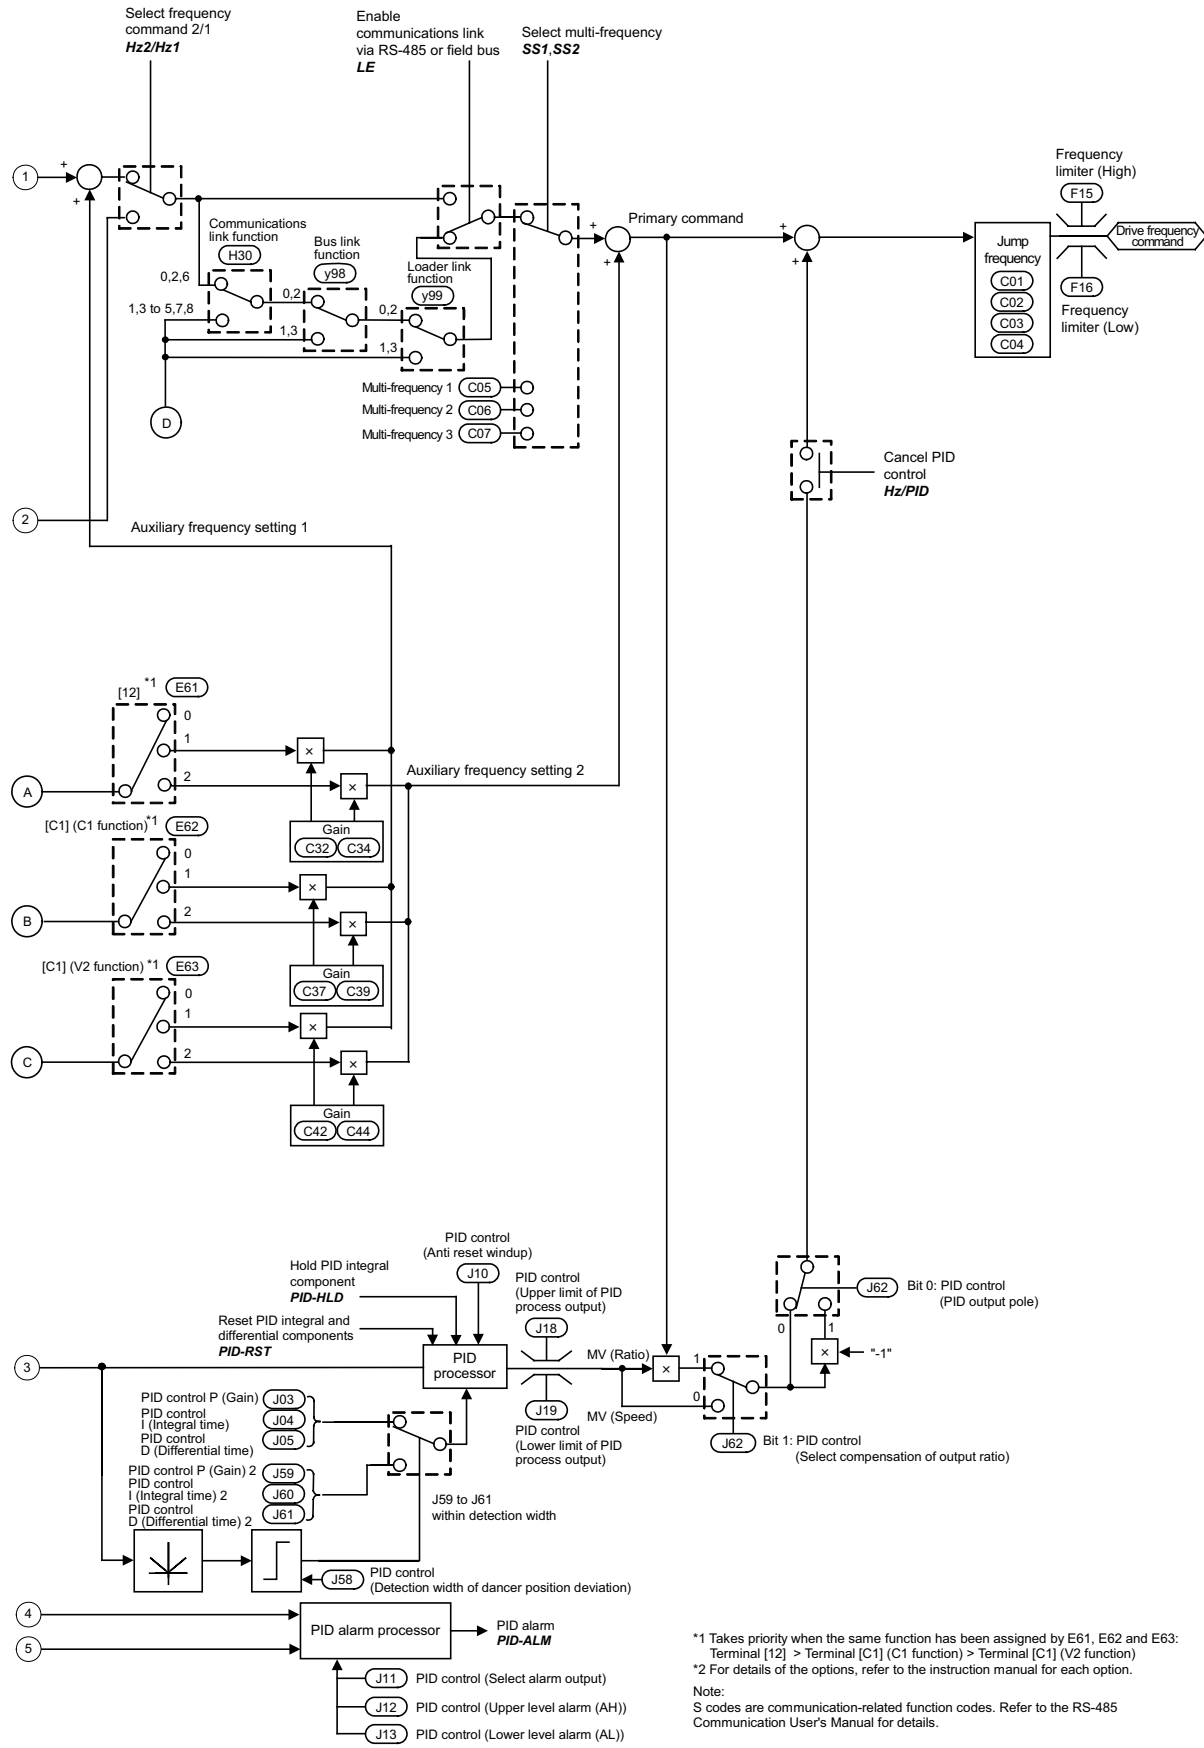 Select frequency
command 2/1
Hz2/Hz1
Enable
communications link
via RS-485 or field bus
LE
Select multi-frequency
SS1,SS2
1
+
+
Communications
link function
H30
0,2,6
1,3 to 5,7,8
Bus link
function
y98
0,2
1,3
Loader link
function
y99
0,2
1,3
D
Multi-frequency 1 C05
Multi-frequency 2 C06
Multi-frequency 3 C07
+
+
Primary command
+
+
Jump
frequency
C01
C02
C03
C04
Frequency
limiter (High)
F15
Drive frequency
command
F16
Frequency
limiter (Low)
Cancel PID
control
Hz/PID
2
Auxiliary frequency setting 1
[12] *1 E61
0
1
2
A
×
×
Gain
C32 C34
Auxiliary frequency setting 2
[C1] (C1 function) *1 E62
0
1
2
B
×
×
Gain
C37 C39
[C1] (V2 function) *1 E63
0
1
2
C
×
×
Gain
C42 C44
PID control
(Anti reset windup)
J10
Hold PID integral
component
PID-HLD
Reset PID integral and
differential components
PID-RST
3
PID
processor
PID control
(Upper limit of PID
process output)
J18
J19
PID control
(Lower limit of PID
process output)
MV (Ratio)
MV (Speed)
×
1
0
J62 Bit 1: PID control
(Select compensation of output ratio)
J62 Bit 0: PID control
(PID output pole)
0
1
× "-1"
PID control P (Gain) J03
PID control
I (Integral time) J04
PID control
D (Differential time) J05
PID control P (Gain) 2 J59
PID control
I (Integral time) 2 J60
PID control
D (Differential time) 2 J61
J59 to J61
within detection width
J58 PID control
(Detection width of dancer position deviation)
4
5
PID alarm processor
PID alarm
PID-ALM
J11 PID control (Select alarm output)
J12 PID control (Upper level alarm (AH))
J13 PID control (Lower level alarm (AL))
*1 Takes priority when the same function has been assigned by E61, E62 and E63:
Terminal [12] > Terminal [C1] (C1 function) > Terminal [C1] (V2 function)
*2 For details of the options, refer to the instruction manual for each option.
Note:
S codes are communication-related function codes. Refer to the RS-485
Communication User's Manual for details.